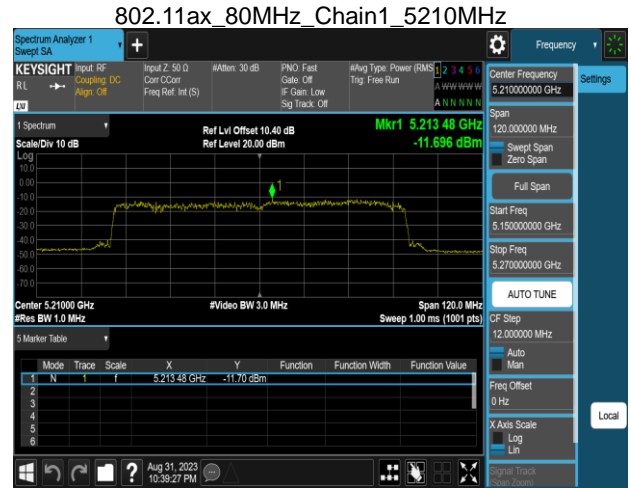 802.11ax_80MHz_Chain1_5210MHz
Spectrum Analyzer 1
Swept SA
Frequency
KEYSIGHT
Input: RF
Coupling: DC
Align: Off
Input Z: 50 Ω
Corr CCorr
Freq Ref: Int (S)
#Atten: 30 dB
PNO: Fast
Gate: Off
IF Gain: Low
Sig Track: Off
#Avg Type: Power (RMS
Trig: Free Run
1 2 3 4 5 6
A W W W W W
A N N N N N
R L
LXI
1 Spectrum
Scale/Div 10 dB
Ref Lvl Offset 10.40 dB
Ref Level 20.00 dBm
Mkr1 5.213 48 GHz
-11.696 dBm
Log
10.0
0.00
-10.0
-20.0
-30.0
-40.0
-50.0
-60.0
-70.0
1
Center 5.21000 GHz
#Video BW 3.0 MHz
Span 120.0 MHz
#Res BW 1.0 MHz
Sweep 1.00 ms (1001 pts)
5 Marker Table
Mode Trace Scale X Y Function Function Width Function Value
1 N 1 f 5.213 48 GHz -11.70 dBm
2
3
4
5
6
Aug 31, 2023
10:39:27 PM
Center Frequency
5.210000000 GHz
Settings
Span
120.000000 MHz
Swept Span
Zero Span
Full Span
Start Freq
5.150000000 GHz
Stop Freq
5.270000000 GHz
AUTO TUNE
CF Step
12.000000 MHz
Auto
Man
Freq Offset
0 Hz
X Axis Scale
Log
Lin
Local
Signal Track
(Span Zoom)